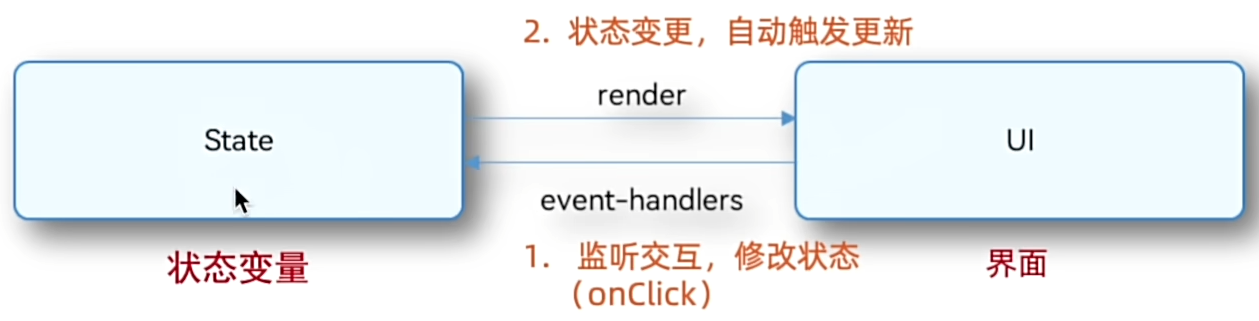 2. 状态变更，自动触发更新
render
State
UI
event-handlers
状态变量
1. 监听交互，修改状态
（onClick）
界面